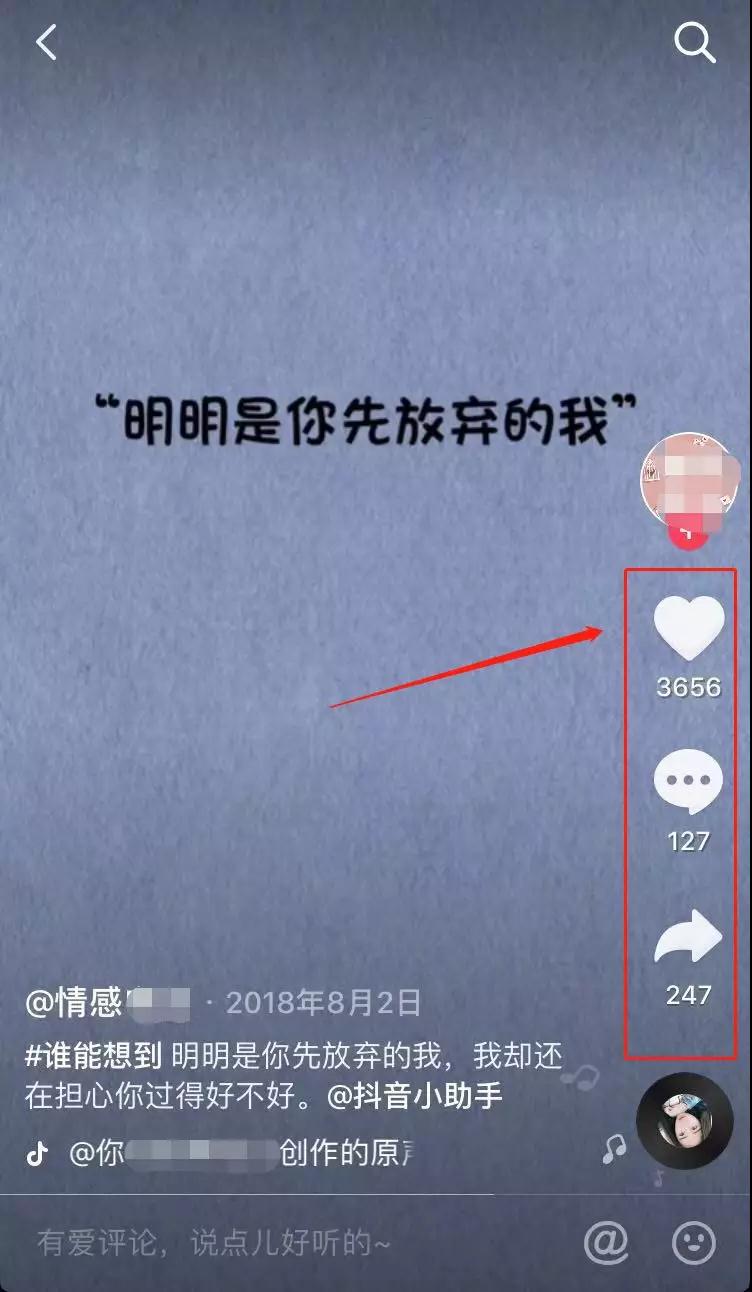 “明明是你先放弃的我”
3656
127
247
@情感 · 2018年8月2日
#谁能想到 明明是你先放弃的我，我却还
在担心你过得好不好。@抖音小助手
@你 创作的原声
有爱评论，说点儿好听的~